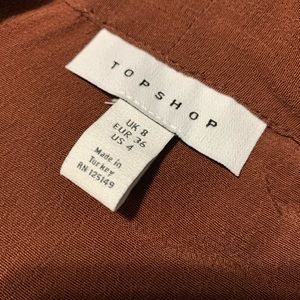 TOPSHOP
UK 8
EUR 36
US 4
Made in
Turkey
RN 125149